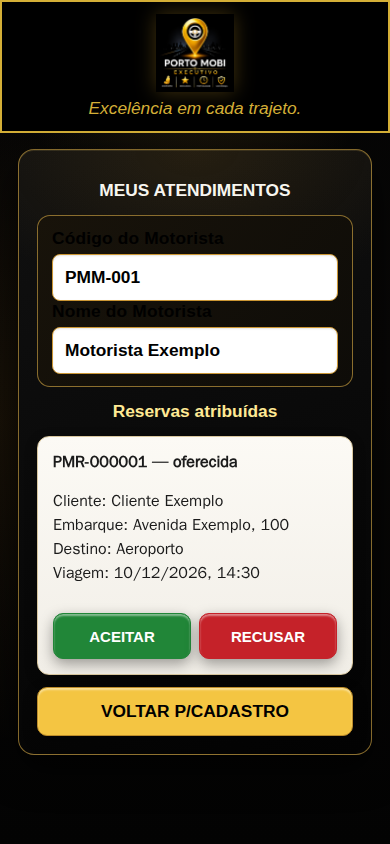 PORTO MOBI
EXECUTIVO
Excelência em cada trajeto.
MEUS ATENDIMENTOS
Código do Motorista
PMM-001
Nome do Motorista
Motorista Exemplo
Reservas atribuídas
PMR-000001 — oferecida
Cliente: Cliente Exemplo
Embarque: Avenida Exemplo, 100
Destino: Aeroporto
Viagem: 10/12/2026, 14:30
ACEITAR
RECUSAR
VOLTAR P/CADASTRO